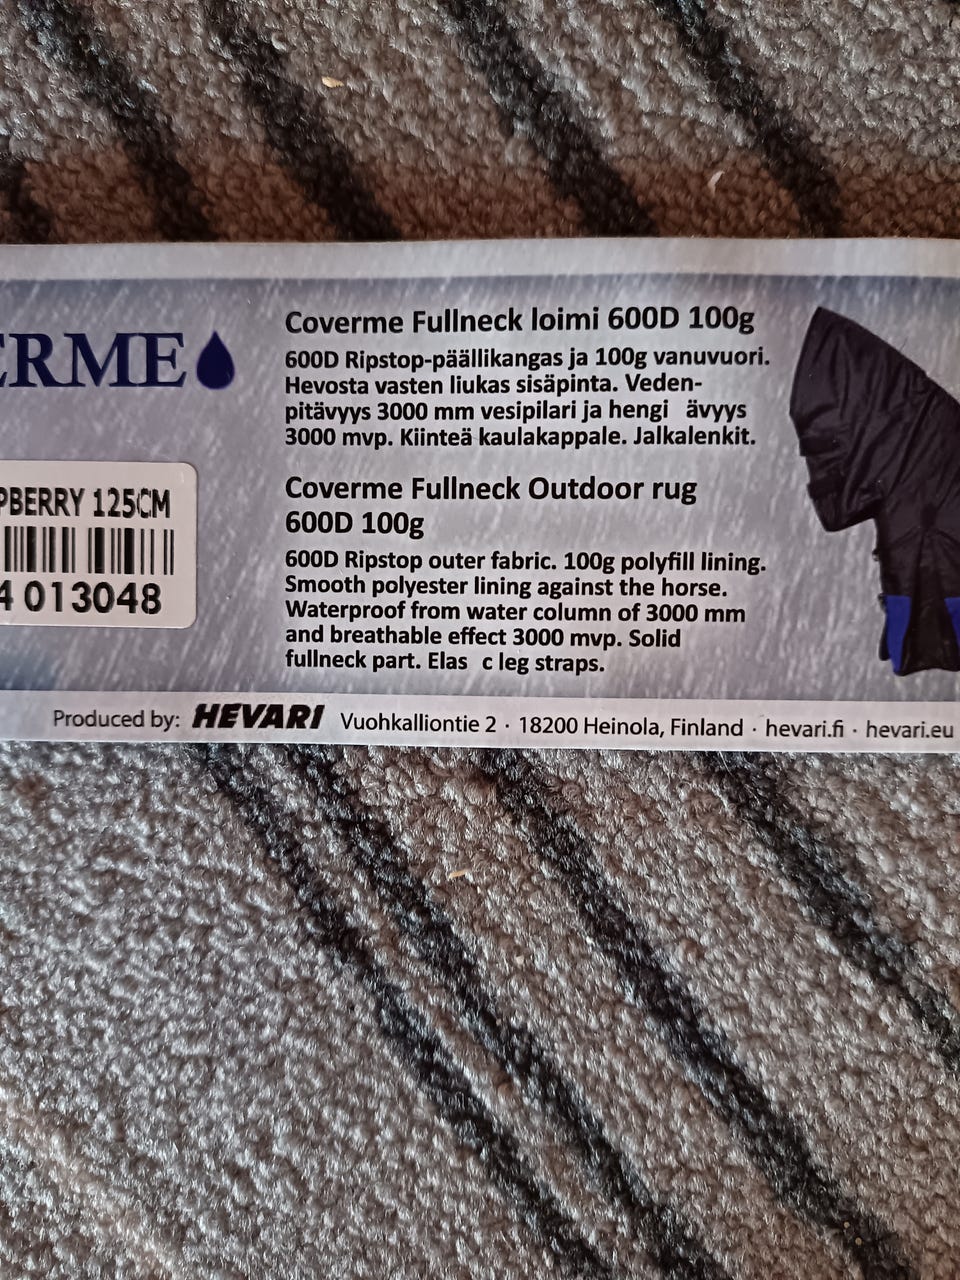 ERME
Coverme Fullneck loimi 600D 100g
600D Ripstop-päällikangas ja 100g vanuvuori.
Hevosta vasten liukas sisäpinta. Veden-
pitävyys 3000 mm vesipilari ja hengi ävyys
3000 mvp. Kiinteä kaulakappale. Jalkalenkit.
PBERRY 125CM
4 013048
Coverme Fullneck Outdoor rug
600D 100g
600D Ripstop outer fabric. 100g polyfill lining.
Smooth polyester lining against the horse.
Waterproof from water column of 3000 mm
and breathable effect 3000 mvp. Solid
fullneck part. Elas c leg straps.
Produced by: HEVARI Vuohkalliontie 2 · 18200 Heinola, Finland · hevari.fi · hevari.eu